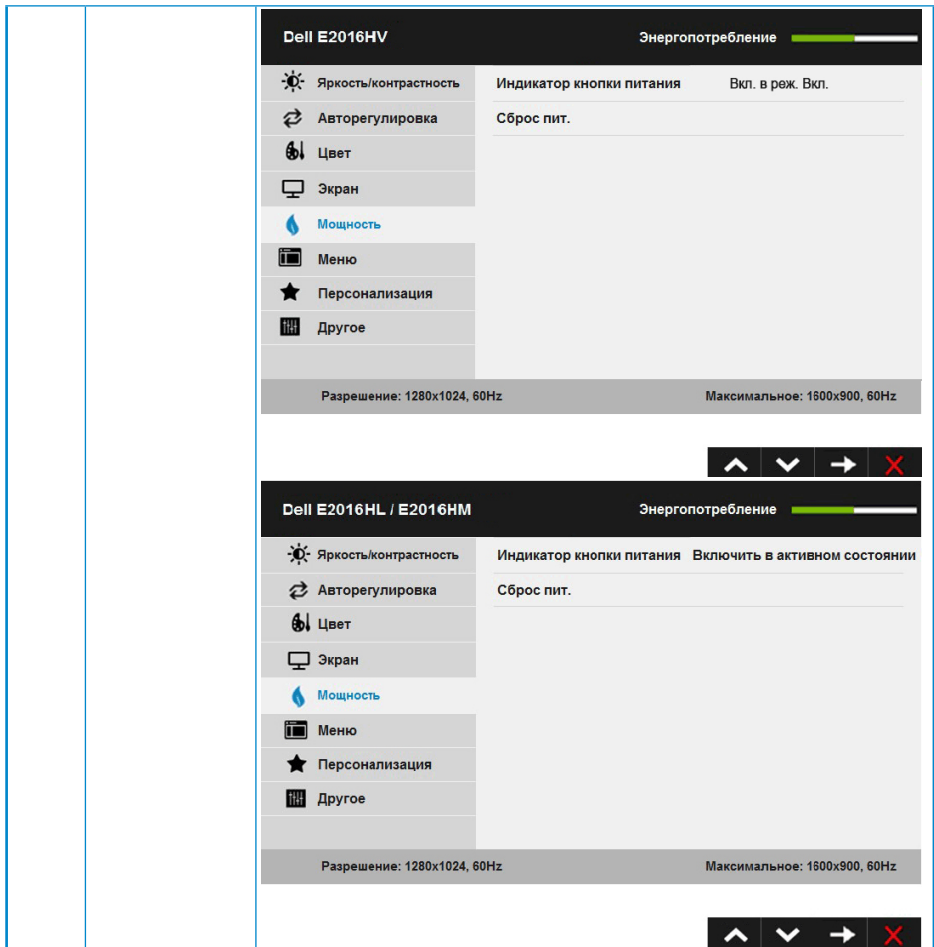 Dell E2016HV Энергопотребление
Яркость/контрастность Индикатор кнопки питания Вкл. в реж. Вкл.
Авторегулировка Сброс пит.
Цвет
Экран
Мощность
Меню
Персонализация
Другое
Разрешение: 1280x1024, 60Hz Максимальное: 1600x900, 60Hz
Dell E2016HL / E2016HM Энергопотребление
Яркость/контрастность Индикатор кнопки питания Включить в активном состоянии
Авторегулировка Сброс пит.
Цвет
Экран
Мощность
Меню
Персонализация
Другое
Разрешение: 1280x1024, 60Hz Максимальное: 1600x900, 60Hz